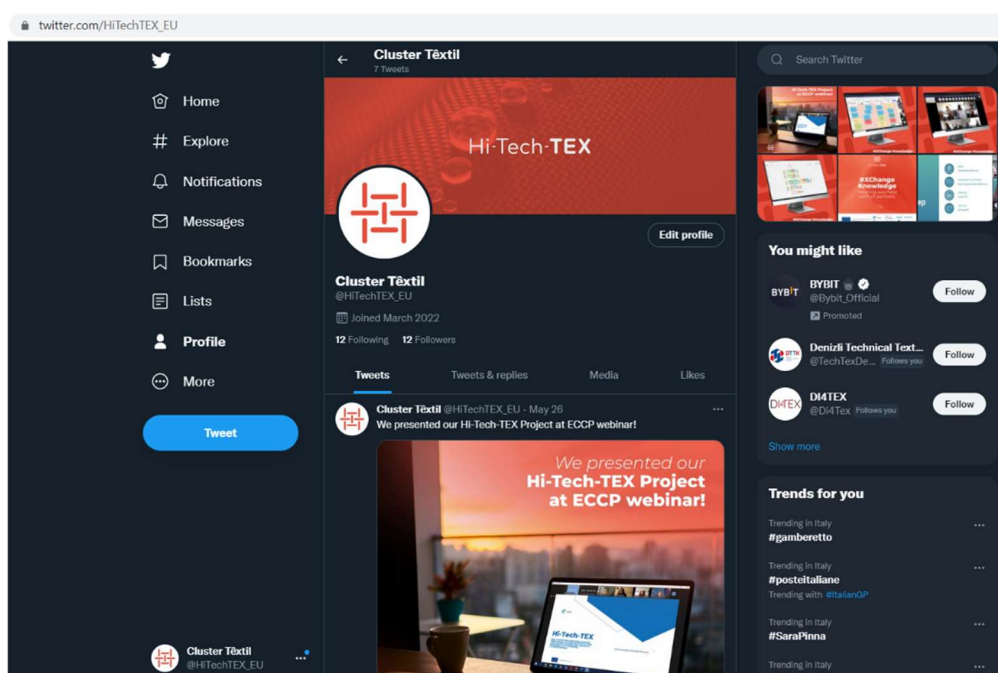 twitter.com/HiTechTEX_EU
Home
Explore
Notifications
Messages
Bookmarks
Lists
Profile
More
Tweet
Cluster Têxtil
@HiTechTEX_EU
Cluster Têxtil
7 Tweets
Hi-Tech-TEX
Edit profile
Cluster Têxtil
@HiTechTEX_EU
Joined March 2022
12 Following 12 Followers
Tweets Tweets & replies Media Likes
Cluster Têxtil @HiTechTEX_EU · May 26
We presented our Hi-Tech-TEX Project at ECCP webinar!
We presented our
Hi-Tech-TEX Project
at ECCP webinar!
Hi-Tech-TEX
Search Twitter
#XChange
Knowledge
You might like
BYBIT
BYBIT
@Bybit_Official
Promoted
Follow
DTTK
Denizli Technical Text...
@TechTexDe... Follows you
Follow
DI4TEX
DI4TEX
@DI4Tex Follows you
Follow
Show more
Trends for you
Trending in Italy
#gamberetto
Trending in Italy
#posteitaliane
Trending with #ItalianGP
Trending in Italy
#SaraPinna
Trending in Italy